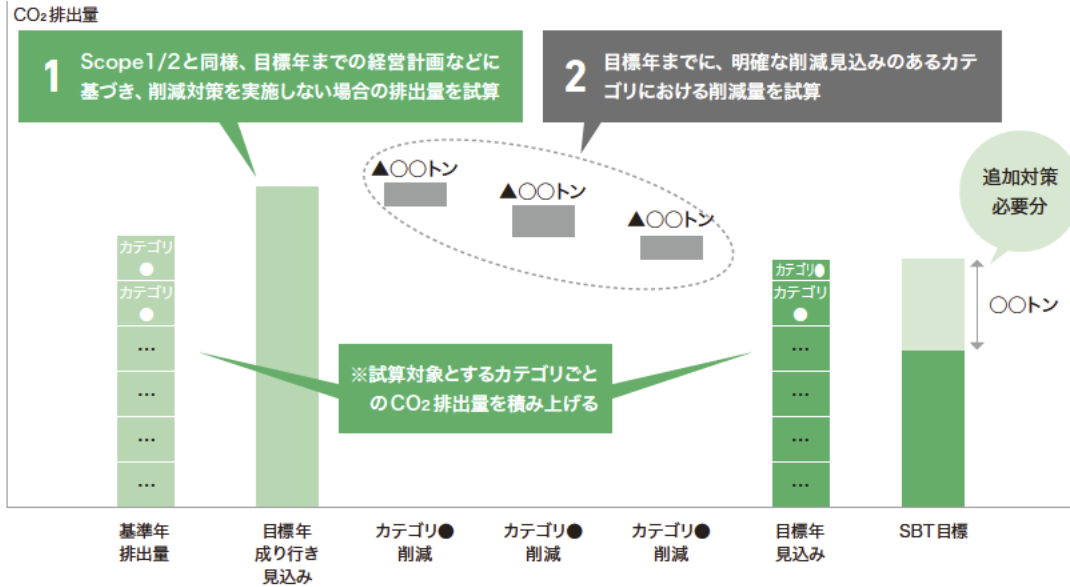 CO₂排出量
1
Scope1/2と同様、目標年までの経営計画などに
基づき、削減対策を実施しない場合の排出量を試算
2
目標年までに、明確な削減見込みのあるカテ
ゴリにおける削減量を試算
▲○○トン
▲○○トン
▲○○トン
追加対策
必要分
○○トン
カテゴリ
●
カテゴリ
●
…
…
…
…
※試算対象とするカテゴリごと
のCO₂排出量を積み上げる
カテゴリ●
カテゴリ
●
…
…
…
…
基準年
排出量
目標年
成り行き
見込み
カテゴリ●
削減
カテゴリ●
削減
カテゴリ●
削減
目標年
見込み
SBT目標